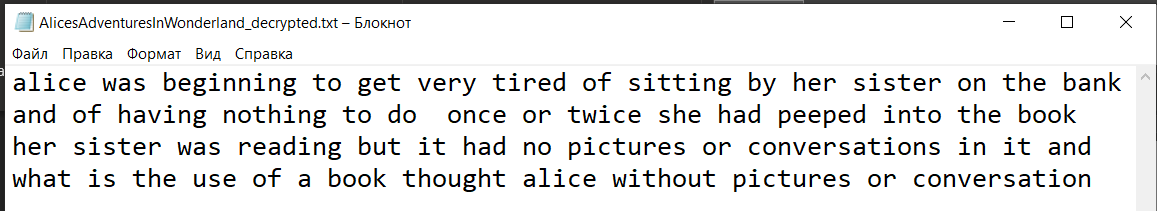 AlicesAdventuresInWonderland_decrypted.txt – Блокнот
Файл Правка Формат Вид Справка
alice was beginning to get very tired of sitting by her sister on the bank
and of having nothing to do  once or twice she had peeped into the book
her sister was reading but it had no pictures or conversations in it and
what is the use of a book thought alice without pictures or conversation